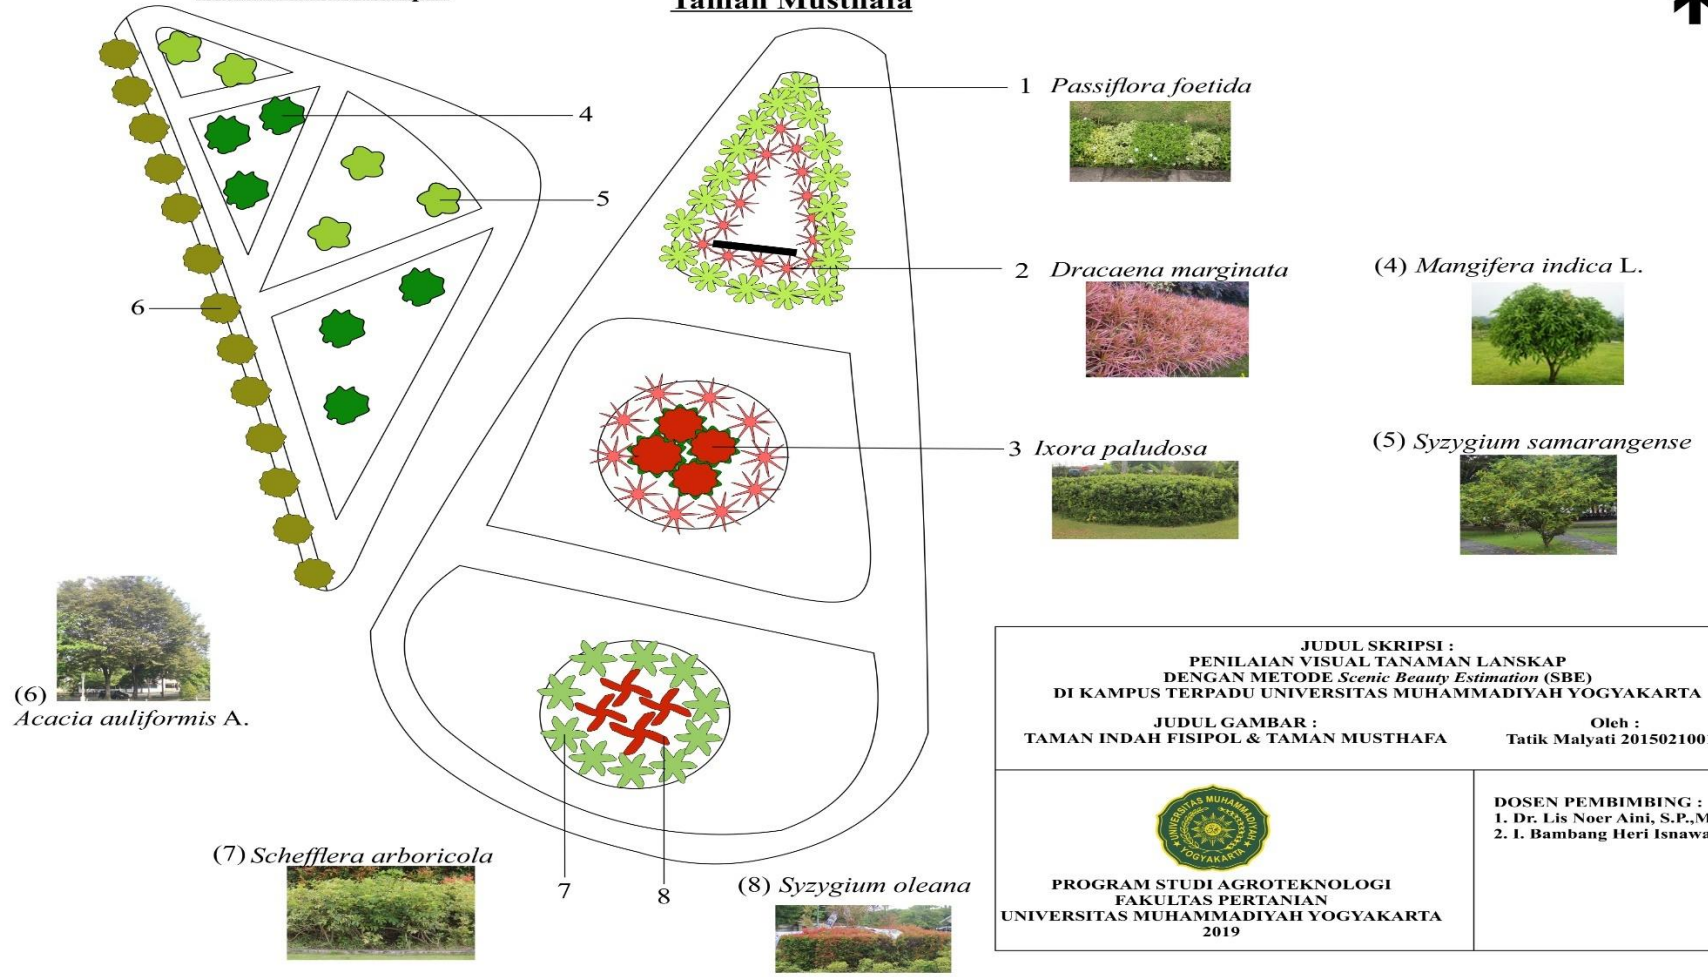 Taman Musthafa
1 Passiflora foetida
4
5
2 Dracaena marginata
(4) Mangifera indica L.
6
3 Ixora paludosa
(5) Syzygium samarangense
(6)
Acacia auliformis A.
JUDUL SKRIPSI :
PENILAIAN VISUAL TANAMAN LANSKAP
DENGAN METODE Scenic Beauty Estimation (SBE)
DI KAMPUS TERPADU UNIVERSITAS MUHAMMADIYAH YOGYAKARTA
JUDUL GAMBAR :
TAMAN INDAH FISIPOL & TAMAN MUSTHAFA
Oleh :
Tatik Malyati 2015021001
UNIVERSITAS MUHAMMADIYAH
YOGYAKARTA
PROGRAM STUDI AGROTEKNOLOGI
FAKULTAS PERTANIAN
UNIVERSITAS MUHAMMADIYAH YOGYAKARTA
2019
DOSEN PEMBIMBING :
1. Dr. Lis Noer Aini, S.P.,M
2. I. Bambang Heri Isnawa
(7) Schefflera arboricola
7
8
(8) Syzygium oleana